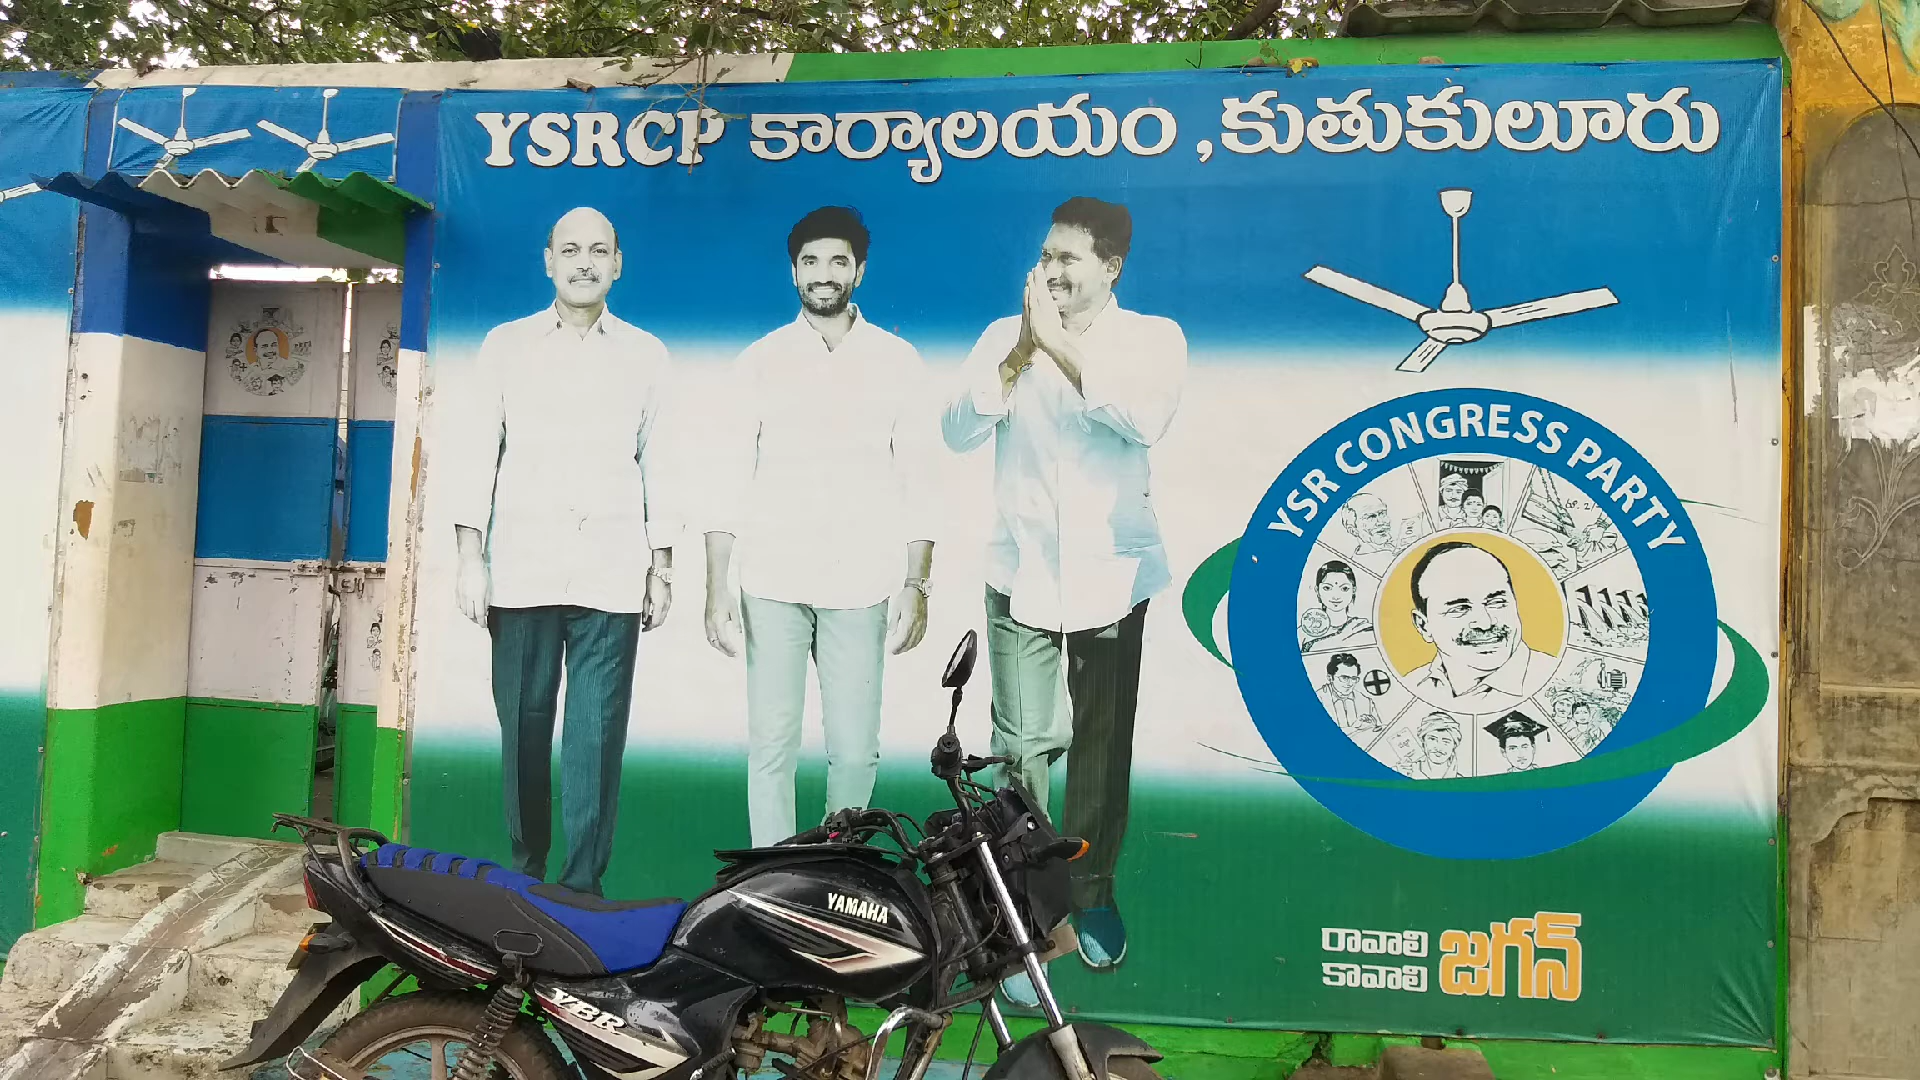 YSRCP కార్యాలయం ,కుతుకులూరు
YSR CONGRESS PARTY
రావాలి
కావాలి జగన్
YAMAHA
YBR